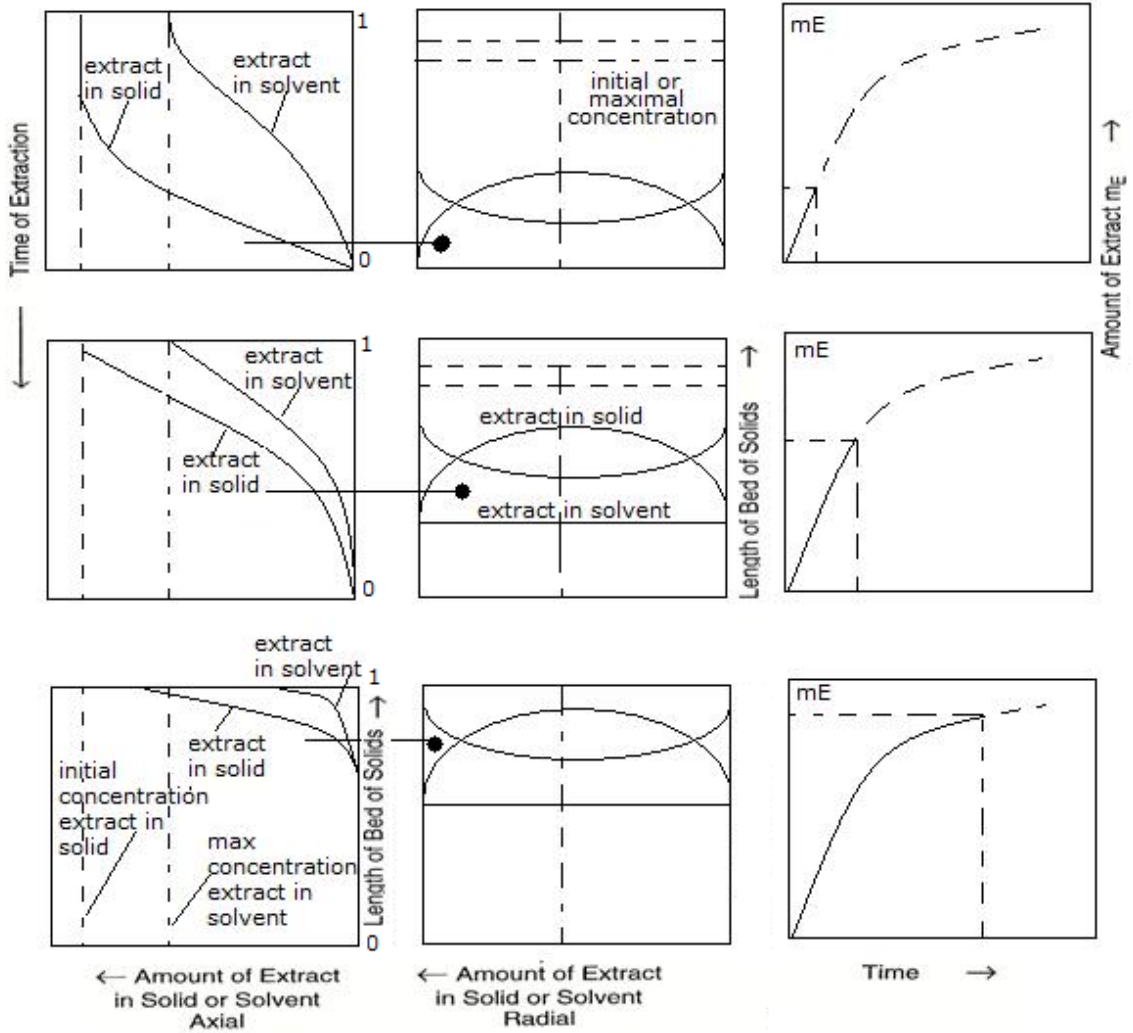 1
extract
in solid
extract
in solvent
0
Time of Extraction
initial or
maximal
concentration
mE
Amount of Extract mE
1
extract
in solvent
extract
in solid
0
extract in solid
extract in solvent
Length of Bed of Solids
mE
extract
in solvent
1
extract
in solid
initial
concentration
extract in
solid
max
concentration
extract in
solvent
0
Length of Bed of Solids
mE
Amount of Extract
in Solid or Solvent
Axial
Amount of Extract
in Solid or Solvent
Radial
Time